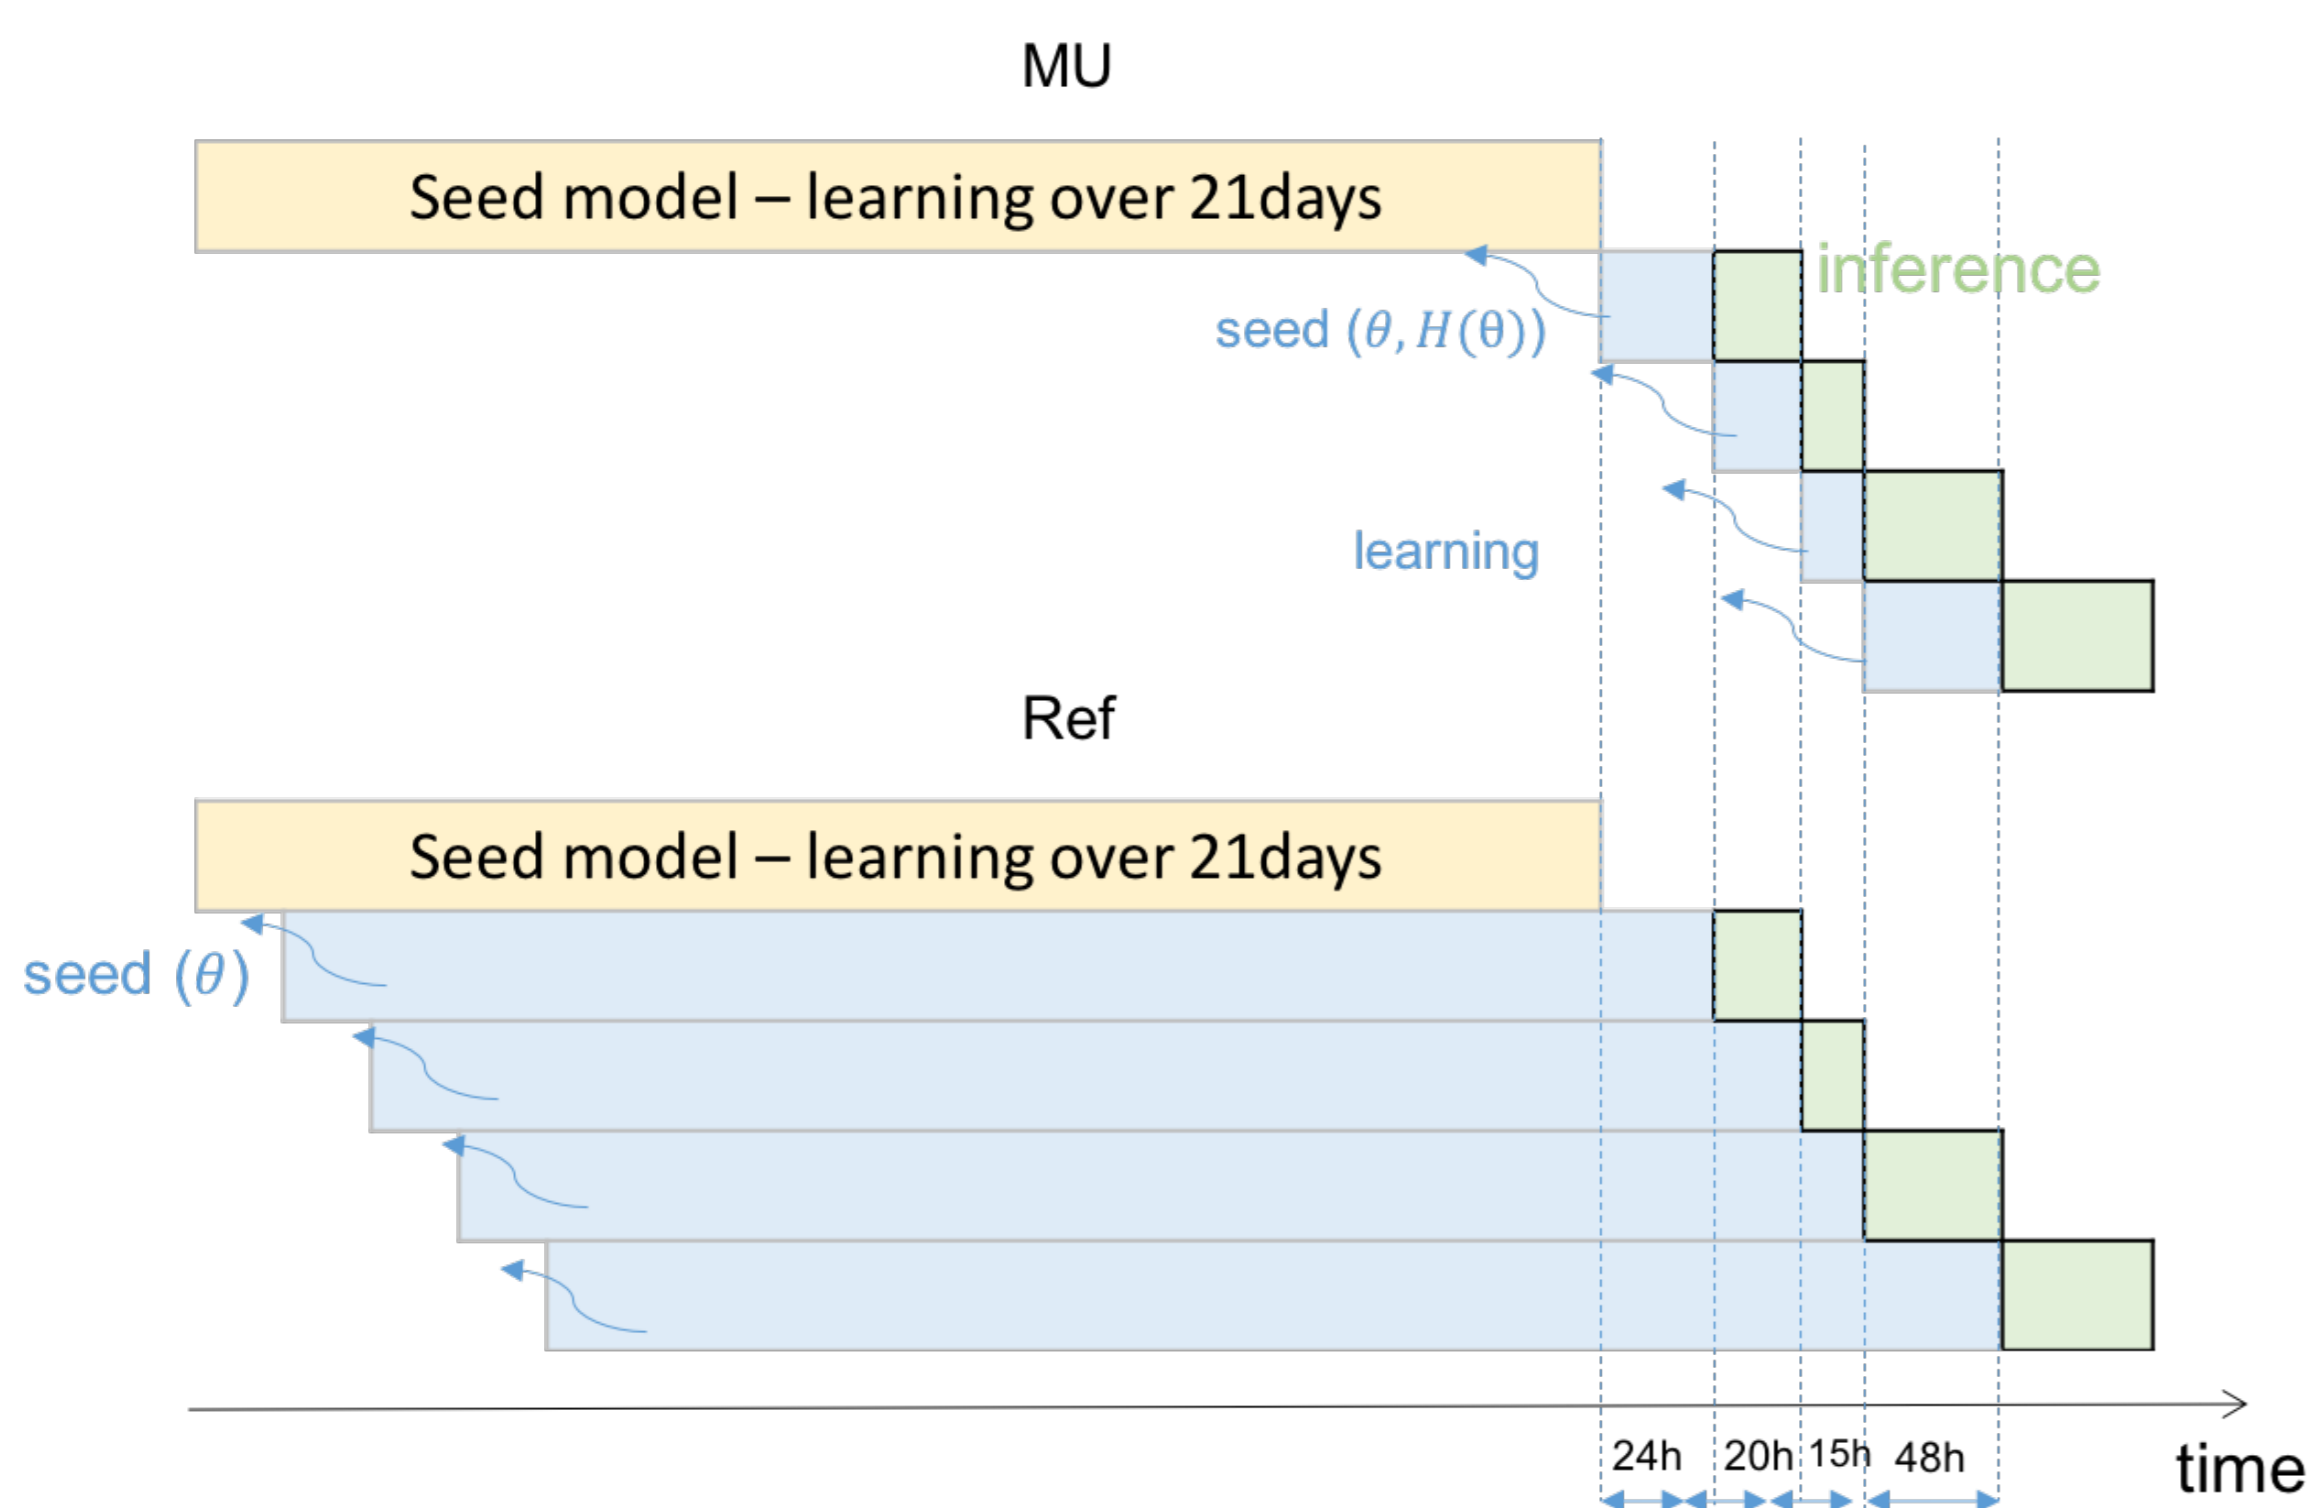 MU
Seed model – learning over 21days
inference
seed (θ, H(θ))
learning
Ref
Seed model – learning over 21days
seed (θ)
24h 20h 15h 48h
time